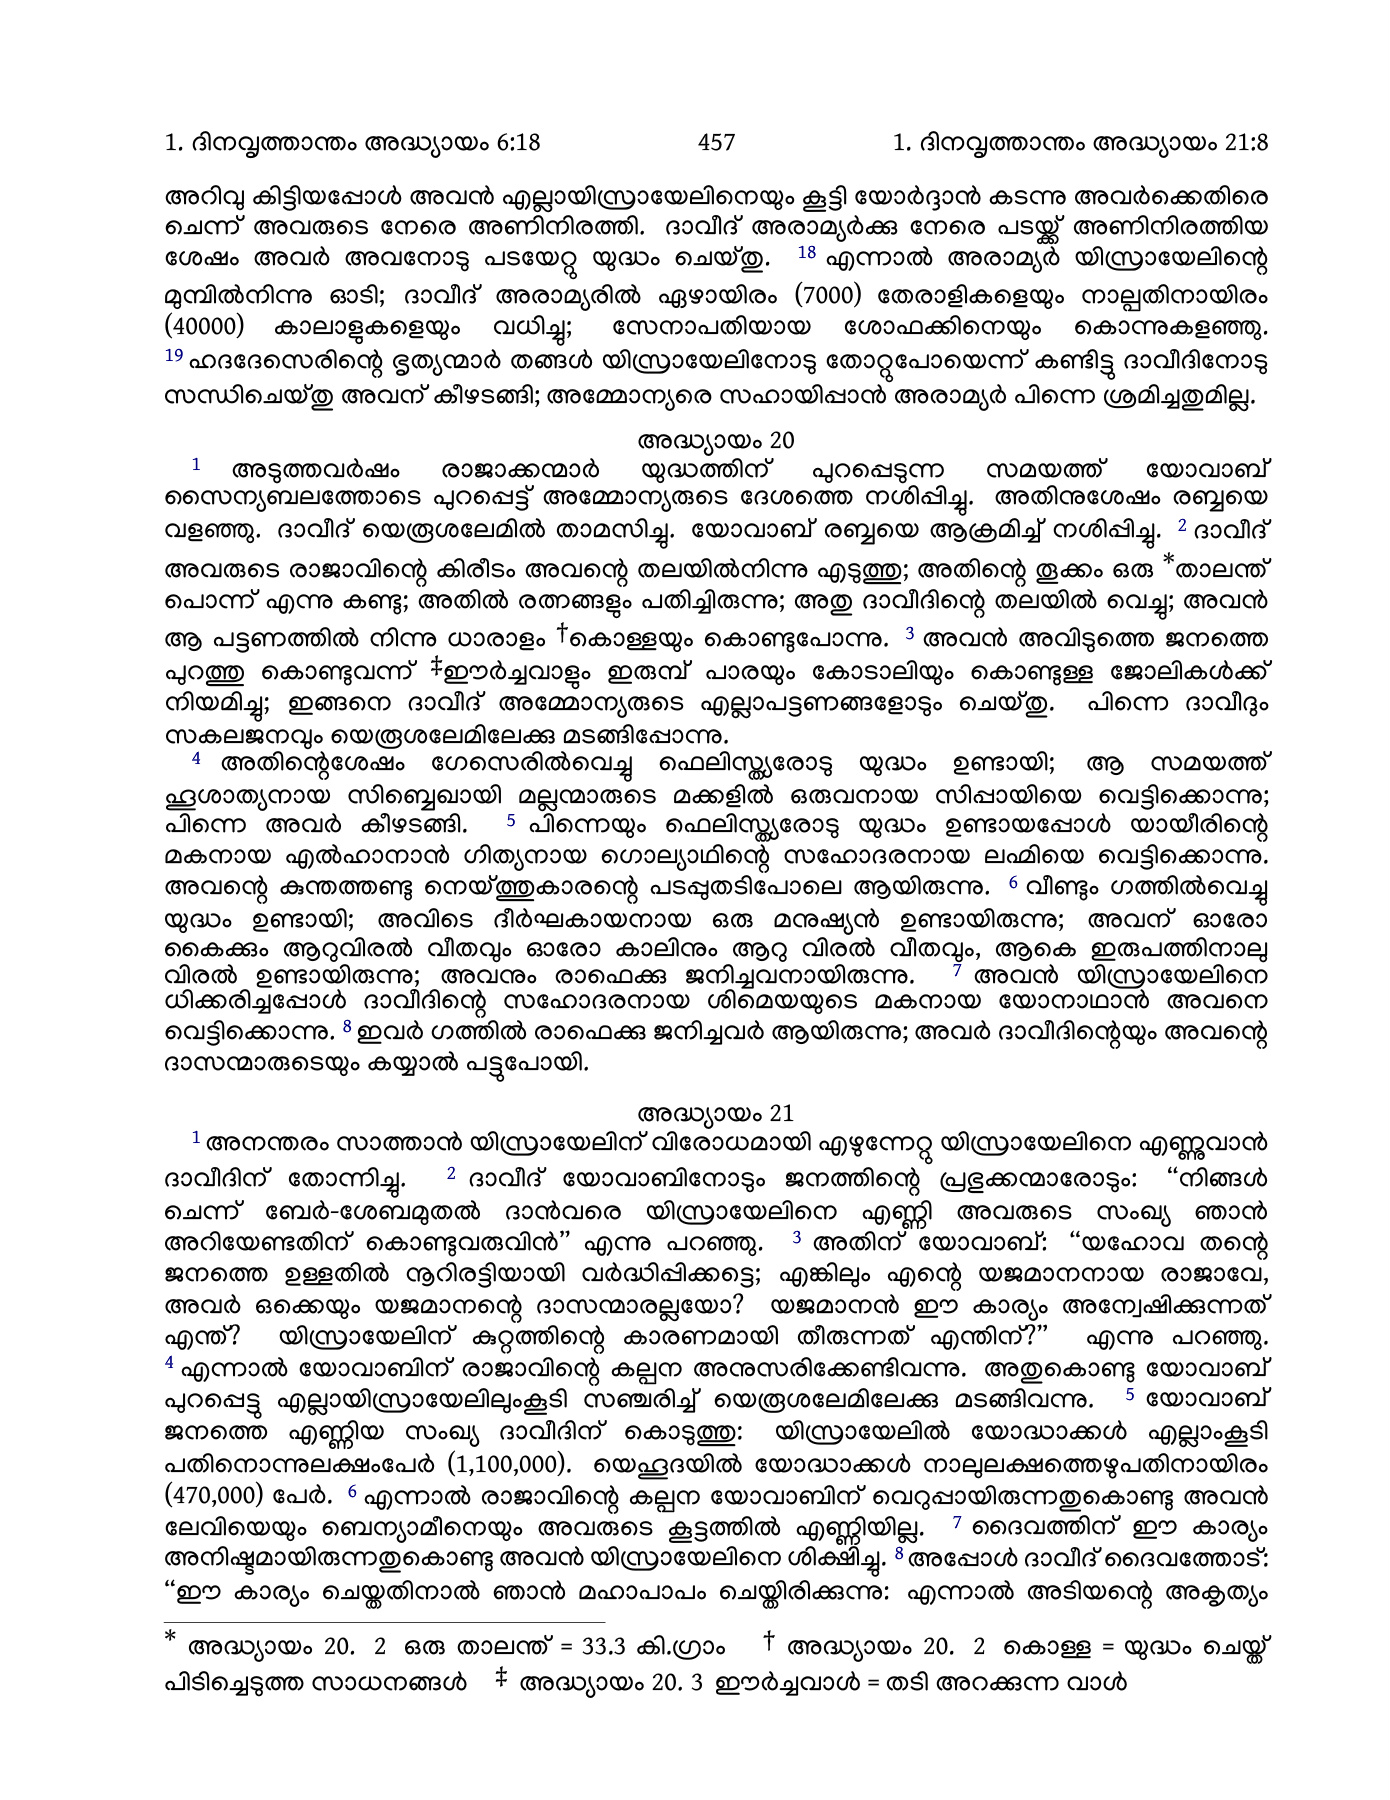 1. ദിനവൃത്താന്തം അദ്ധ്യായം 6:18 457 1. ദിനവൃത്താന്തം അദ്ധ്യായം 21:8
അറിവു കിട്ടിയപ്പോൾ അവൻ എല്ലായിസ്രായേലിനെയും കൂട്ടി യോർദ്ദാൻ കടന്നു അവർക്കെതിരെ
ചെന്ന് അവരുടെ നേരെ അണിനിരത്തി. ദാവീദ് അരാമ്യർക്കു നേരെ പടയ്ക്ക് അണിനിരത്തിയ
ശേഷം അവർ അവനോടു പടയേറ്റു യുദ്ധം ചെയ്തു. 18 എന്നാൽ അരാമ്യർ യിസ്രായേലിന്റെ
മുമ്പിൽനിന്നു ഓടി; ദാവീദ് അരാമ്യരിൽ ഏഴായിരം (7000) തേരാളികളെയും നാല്പതിനായിരം
(40000) കാലാളുകളെയും വധിച്ചു; സേനാപതിയായ ശോഫക്കിനെയും കൊന്നുകളഞ്ഞു.
19 ഹദദേസെരിന്റെ ഭൃത്യന്മാർ തങ്ങൾ യിസ്രായേലിനോടു തോറ്റുപോയെന്ന് കണ്ടിട്ടു ദാവീദിനോടു
സന്ധിചെയ്തു അവന് കീഴടങ്ങി; അമ്മോന്യരെ സഹായിപ്പാൻ അരാമ്യർ പിന്നെ ശ്രമിച്ചതുമില്ല.
അദ്ധ്യായം 20
1 അടുത്തവർഷം രാജാക്കന്മാർ യുദ്ധത്തിന് പുറപ്പെടുന്ന സമയത്ത് യോവാബ്
സൈന്യബലത്തോടെ പുറപ്പെട്ട് അമ്മോന്യരുടെ ദേശത്തെ നശിപ്പിച്ചു. അതിനുശേഷം രബ്ബയെ
വളഞ്ഞു. ദാവീദ് യെരൂശലേമിൽ താമസിച്ചു. യോവാബ് രബ്ബയെ ആക്രമിച്ച് നശിപ്പിച്ചു. 2 ദാവീദ്
അവരുടെ രാജാവിന്റെ കിരീടം അവന്റെ തലയിൽനിന്നു എടുത്തു; അതിന്റെ തൂക്കം ഒരു *താലന്ത്
പൊന്ന് എന്നു കണ്ടു; അതിൽ രത്നങ്ങളും പതിച്ചിരുന്നു; അതു ദാവീദിന്റെ തലയിൽ വെച്ചു; അവൻ
ആ പട്ടണത്തിൽ നിന്നു ധാരാളം †കൊള്ളയും കൊണ്ടുപോന്നു. 3 അവൻ അവിടുത്തെ ജനത്തെ
പുറത്തു കൊണ്ടുവന്ന് ‡ഈർച്ചവാളും ഇരുമ്പ് പാരയും കോടാലിയും കൊണ്ടുള്ള ജോലികൾക്ക്
നിയമിച്ചു; ഇങ്ങനെ ദാവീദ് അമ്മോന്യരുടെ എല്ലാപട്ടണങ്ങളോടും ചെയ്തു. പിന്നെ ദാവീദും
സകലജനവും യെരൂശലേമിലേക്കു മടങ്ങിപ്പോന്നു.
4 അതിന്റെശേഷം ഗേസെരിൽവെച്ചു ഫെലിസ്ത്യരോടു യുദ്ധം ഉണ്ടായി; ആ സമയത്ത്
ഹൂശാത്യനായ സിബ്ബെഖായി മല്ലന്മാരുടെ മക്കളിൽ ഒരുവനായ സിപ്പായിയെ വെട്ടിക്കൊന്നു;
പിന്നെ അവർ കീഴടങ്ങി. 5 പിന്നെയും ഫെലിസ്ത്യരോടു യുദ്ധം ഉണ്ടായപ്പോൾ യായീരിന്റെ
മകനായ എൽഹാനാൻ ഗിത്യനായ ഗൊല്യാഥിന്റെ സഹോദരനായ ലഹ്മിയെ വെട്ടിക്കൊന്നു.
അവന്റെ കുന്തത്തണ്ടു നെയ്ത്തുകാരന്റെ പടപ്പുതടിപോലെ ആയിരുന്നു. 6 വീണ്ടും ഗത്തിൽവെച്ചു
യുദ്ധം ഉണ്ടായി; അവിടെ ദീർഘകായനായ ഒരു മനുഷ്യൻ ഉണ്ടായിരുന്നു; അവന് ഓരോ
കൈക്കും ആറുവിരൽ വീതവും ഓരോ കാലിനും ആറു വിരൽ വീതവും, ആകെ ഇരുപത്തിനാലു
വിരൽ ഉണ്ടായിരുന്നു; അവനും രാഫെക്കു ജനിച്ചവനായിരുന്നു. 7 അവൻ യിസ്രായേലിനെ
ധിക്കരിച്ചപ്പോൾ ദാവീദിന്റെ സഹോദരനായ ശിമെയയുടെ മകനായ യോനാഥാൻ അവനെ
വെട്ടിക്കൊന്നു. 8 ഇവർ ഗത്തിൽ രാഫെക്കു ജനിച്ചവർ ആയിരുന്നു; അവർ ദാവീദിന്റെയും അവന്റെ
ദാസന്മാരുടെയും കയ്യാൽ പട്ടുപോയി.
അദ്ധ്യായം 21
1 അനന്തരം സാത്താൻ യിസ്രായേലിന് വിരോധമായി എഴുന്നേറ്റു യിസ്രായേലിനെ എണ്ണുവാൻ
ദാവീദിന് തോന്നിച്ചു. 2 ദാവീദ് യോവാബിനോടും ജനത്തിന്റെ പ്രഭുക്കന്മാരോടും: “നിങ്ങൾ
ചെന്ന് ബേർ-ശേബമുതൽ ദാൻവരെ യിസ്രായേലിനെ എണ്ണി അവരുടെ സംഖ്യ ഞാൻ
അറിയേണ്ടതിന് കൊണ്ടുവരുവിൻ” എന്നു പറഞ്ഞു. 3 അതിന് യോവാബ്: “യഹോവ തന്റെ
ജനത്തെ ഉള്ളതിൽ നൂറിരട്ടിയായി വർദ്ധിപ്പിക്കട്ടെ; എങ്കിലും എന്റെ യജമാനനായ രാജാവേ,
അവർ ഒക്കെയും യജമാനന്റെ ദാസന്മാരല്ലയോ? യജമാനൻ ഈ കാര്യം അന്വേഷിക്കുന്നത്
എന്ത്? യിസ്രായേലിന് കുറ്റത്തിന്റെ കാരണമായി തീരുന്നത് എന്തിന്?” എന്നു പറഞ്ഞു.
4 എന്നാൽ യോവാബിന് രാജാവിന്റെ കല്പന അനുസരിക്കേണ്ടിവന്നു. അതുകൊണ്ടു യോവാബ്
പുറപ്പെട്ടു എല്ലായിസ്രായേലിലുംകൂടി സഞ്ചരിച്ച് യെരൂശലേമിലേക്കു മടങ്ങിവന്നു. 5 യോവാബ്
ജനത്തെ എണ്ണിയ സംഖ്യ ദാവീദിന് കൊടുത്തു: യിസ്രായേലിൽ യോദ്ധാക്കൾ എല്ലാംകൂടി
പതിനൊന്നുലക്ഷംപേർ (1,100,000). യെഹൂദയിൽ യോദ്ധാക്കൾ നാലുലക്ഷത്തെഴുപതിനായിരം
(470,000) പേർ. 6 എന്നാൽ രാജാവിന്റെ കല്പന യോവാബിന് വെറുപ്പായിരുന്നതുകൊണ്ടു അവൻ
ലേവിയെയും ബെന്യാമീനെയും അവരുടെ കൂട്ടത്തിൽ എണ്ണിയില്ല. 7 ദൈവത്തിന് ഈ കാര്യം
അനിഷ്ടമായിരുന്നതുകൊണ്ടു അവൻ യിസ്രായേലിനെ ശിക്ഷിച്ചു. 8 അപ്പോൾ ദാവീദ് ദൈവത്തോട്:
“ഈ കാര്യം ചെയ്തതിനാൽ ഞാൻ മഹാപാപം ചെയ്തിരിക്കുന്നു: എന്നാൽ അടിയന്റെ അകൃത്യം
* അദ്ധ്യായം 20. 2 ഒരു താലന്ത് = 33.3 കി.ഗ്രാം † അദ്ധ്യായം 20. 2 കൊള്ള = യുദ്ധം ചെയ്ത്
പിടിച്ചെടുത്ത സാധനങ്ങൾ ‡ അദ്ധ്യായം 20. 3 ഈർച്ചവാൾ = തടി അറക്കുന്ന വാൾ